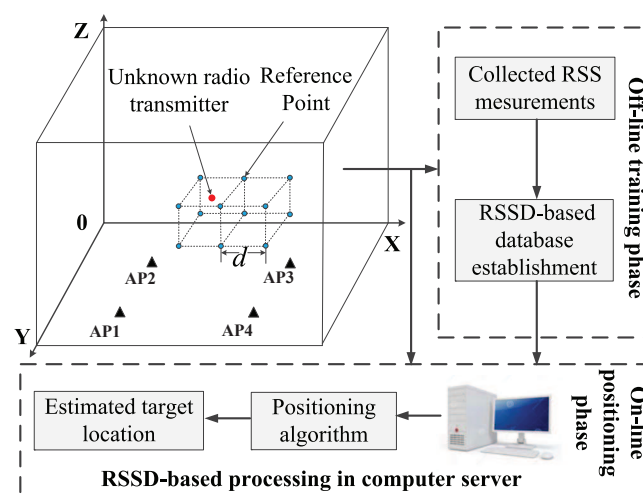 Z
Unknown radio
transmitter
Reference
Point
0
X
d
AP2
AP3
AP1
AP4
Y
Collected RSS
mesurements
RSSD-based
database
establishment
Off-line training phase
Estimated target
location
Positioning
algorithm
On-line
positioning
phase
RSSD-based processing in computer server